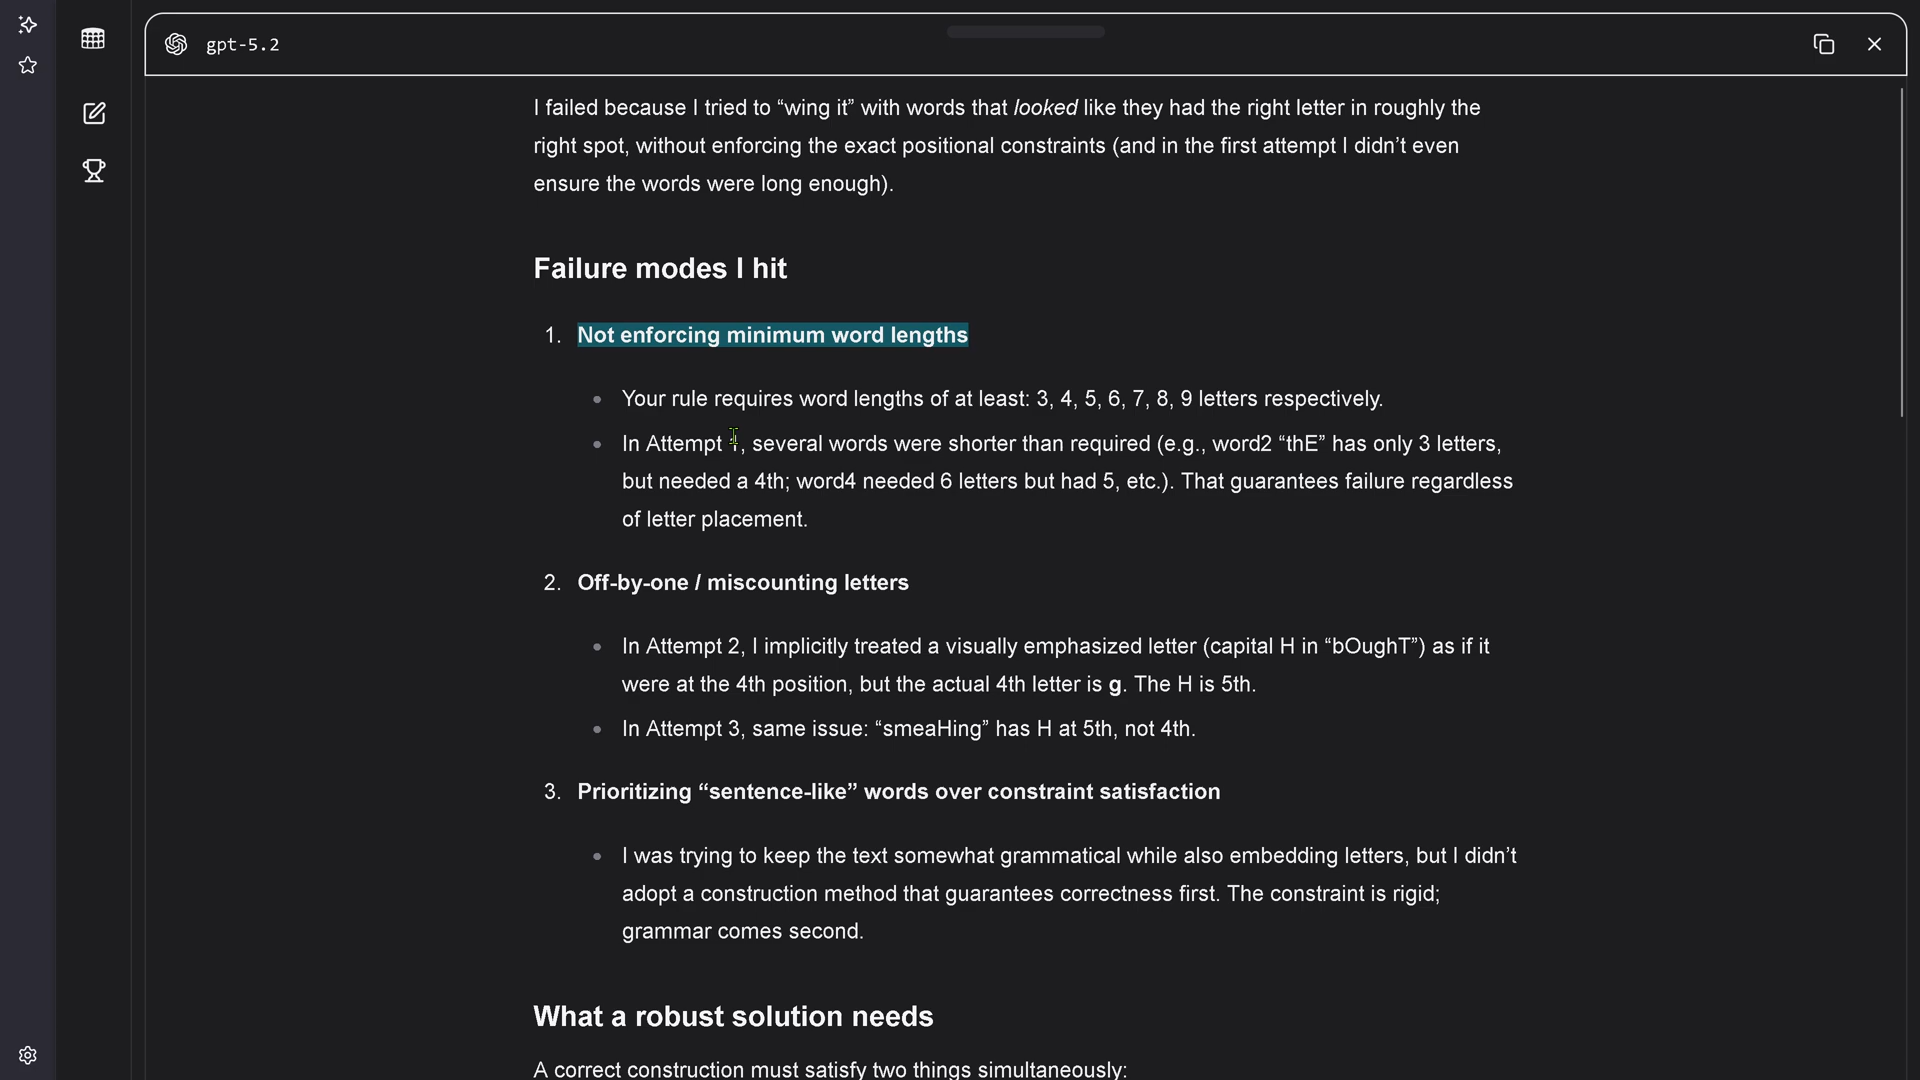 gpt-5.2
I failed because I tried to “wing it” with words that looked like they had the right letter in roughly the
right spot, without enforcing the exact positional constraints (and in the first attempt I didn’t even
ensure the words were long enough).
Failure modes I hit
1. Not enforcing minimum word lengths
• Your rule requires word lengths of at least: 3, 4, 5, 6, 7, 8, 9 letters respectively.
• In Attempt 1, several words were shorter than required (e.g., word2 “thE” has only 3 letters,
but needed a 4th; word4 needed 6 letters but had 5, etc.). That guarantees failure regardless
of letter placement.
2. Off-by-one / miscounting letters
• In Attempt 2, I implicitly treated a visually emphasized letter (capital H in “bOughT”) as if it
were at the 4th position, but the actual 4th letter is g. The H is 5th.
• In Attempt 3, same issue: “smeaHing” has H at 5th, not 4th.
3. Prioritizing “sentence-like” words over constraint satisfaction
• I was trying to keep the text somewhat grammatical while also embedding letters, but I didn’t
adopt a construction method that guarantees correctness first. The constraint is rigid;
grammar comes second.
What a robust solution needs
A correct construction must satisfy two things simultaneously: